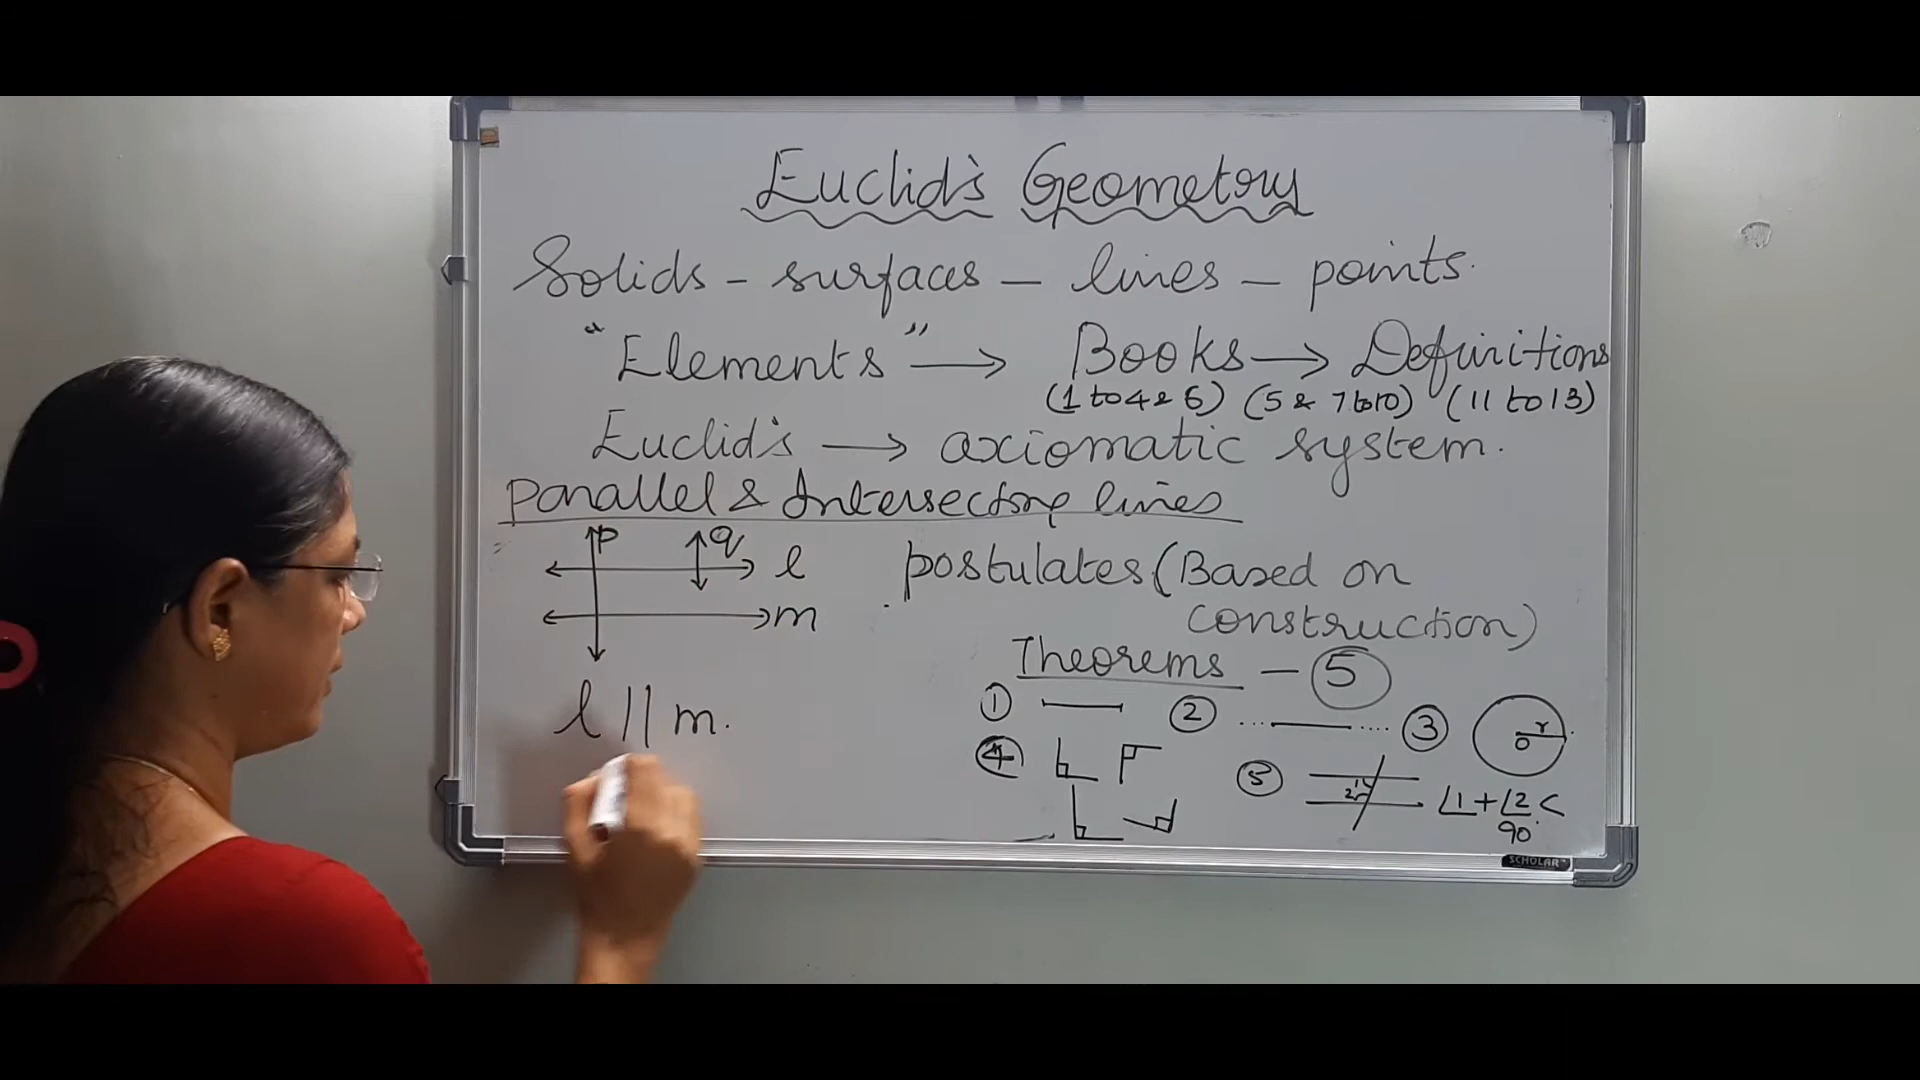 Euclid's Geometry
Solids - surfaces - lines - points.
"Elements" → Books → Definitions
(1 to 4 & 6) (5 & 7 to 10) (11 to 13)
Euclid's → axiomatic system.
Parallel & Intersecting lines
p q l
m
l || m.
postulates (Based on
construction)
Theorems - 5
1 2 3 r
O
4 5 1
2
∠1 + ∠2 <
90.
SCHOLAR